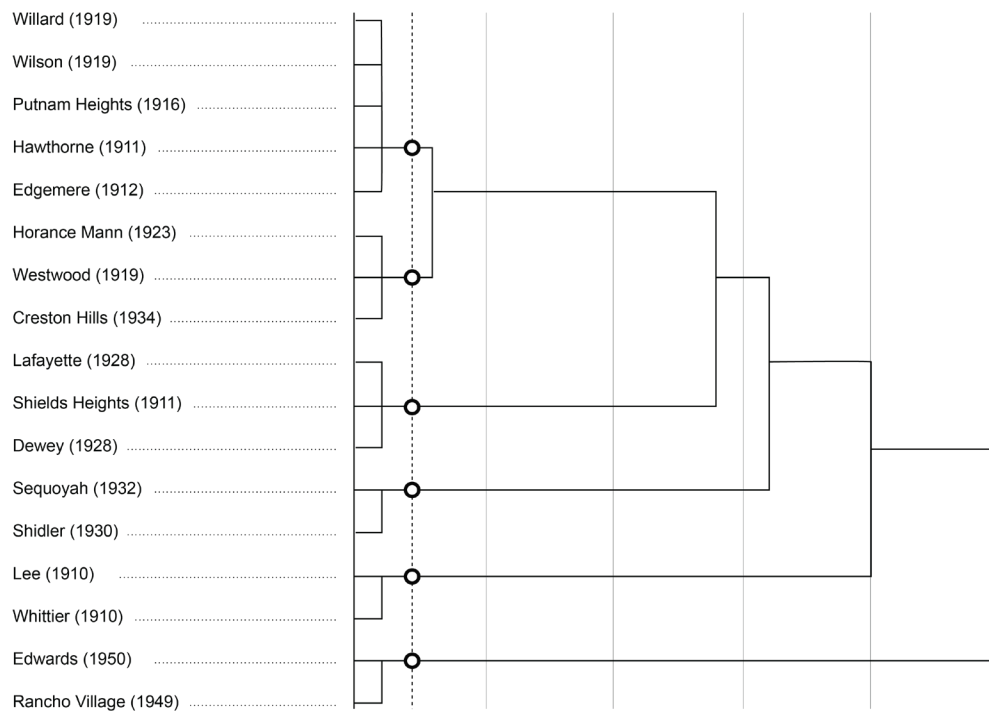 Willard (1919)
Wilson (1919)
Putnam Heights (1916)
Hawthorne (1911)
Edgemere (1912)
Horance Mann (1923)
Westwood (1919)
Creston Hills (1934)
Lafayette (1928)
Shields Heights (1911)
Dewey (1928)
Sequoyah (1932)
Shidler (1930)
Lee (1910)
Whittier (1910)
Edwards (1950)
Rancho Village (1949)